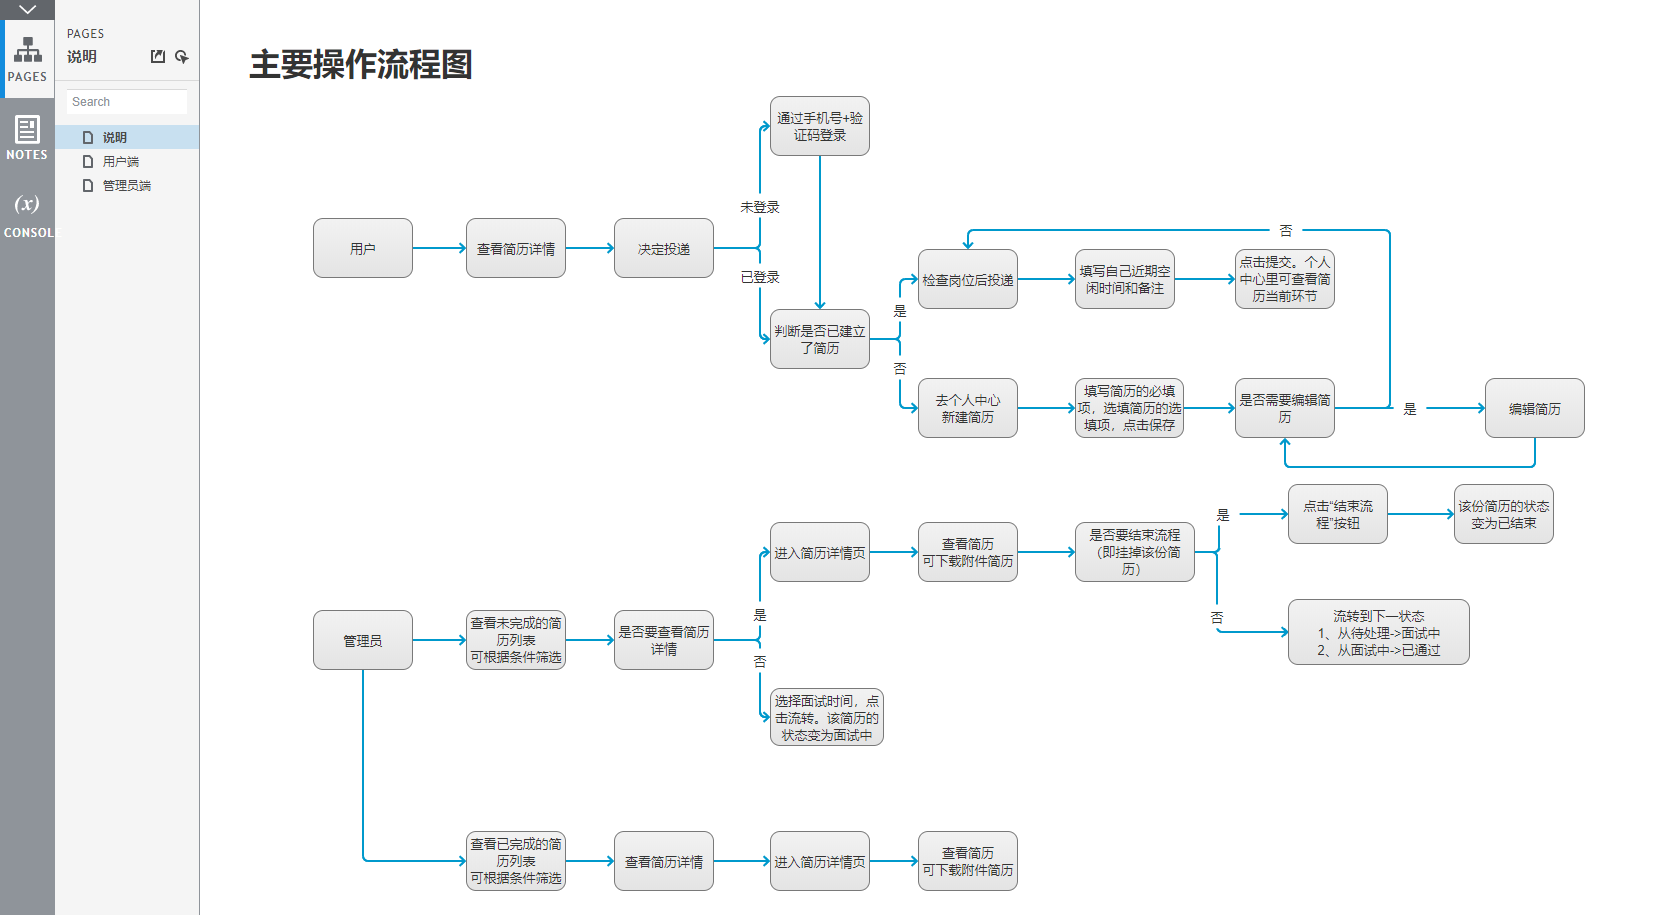 PAGES
说明
PAGES
Search
说明
用户端
管理员端
NOTES
(x)
CONSOLE
主要操作流程图
通过手机号+验
证码登录
未登录
用户
查看简历详情
决定投递
已登录
判断是否已建立
了简历
是
否
检查岗位后投递
填写自己近期空
闲时间和备注
点击提交。个人
中心里可查看简
历当前环节
否
去个人中心
新建简历
填写简历的必填
项，选填简历的选
填项，点击保存
是否需要编辑简
历
是
编辑简历
管理员
查看未完成的简
历列表
可根据条件筛选
是否要查看简历
详情
是
否
进入简历详情页
查看简历
可下载附件简历
是否要结束流程
（即挂掉该份简
历）
是
点击“结束流
程”按钮
该份简历的状态
变为已结束
否
流转到下一状态
1、从待处理->面试中
2、从面试中->已通过
选择面试时间，点
击流转。该简历的
状态变为面试中
查看已完成的简
历列表
可根据条件筛选
查看简历详情
进入简历详情页
查看简历
可下载附件简历